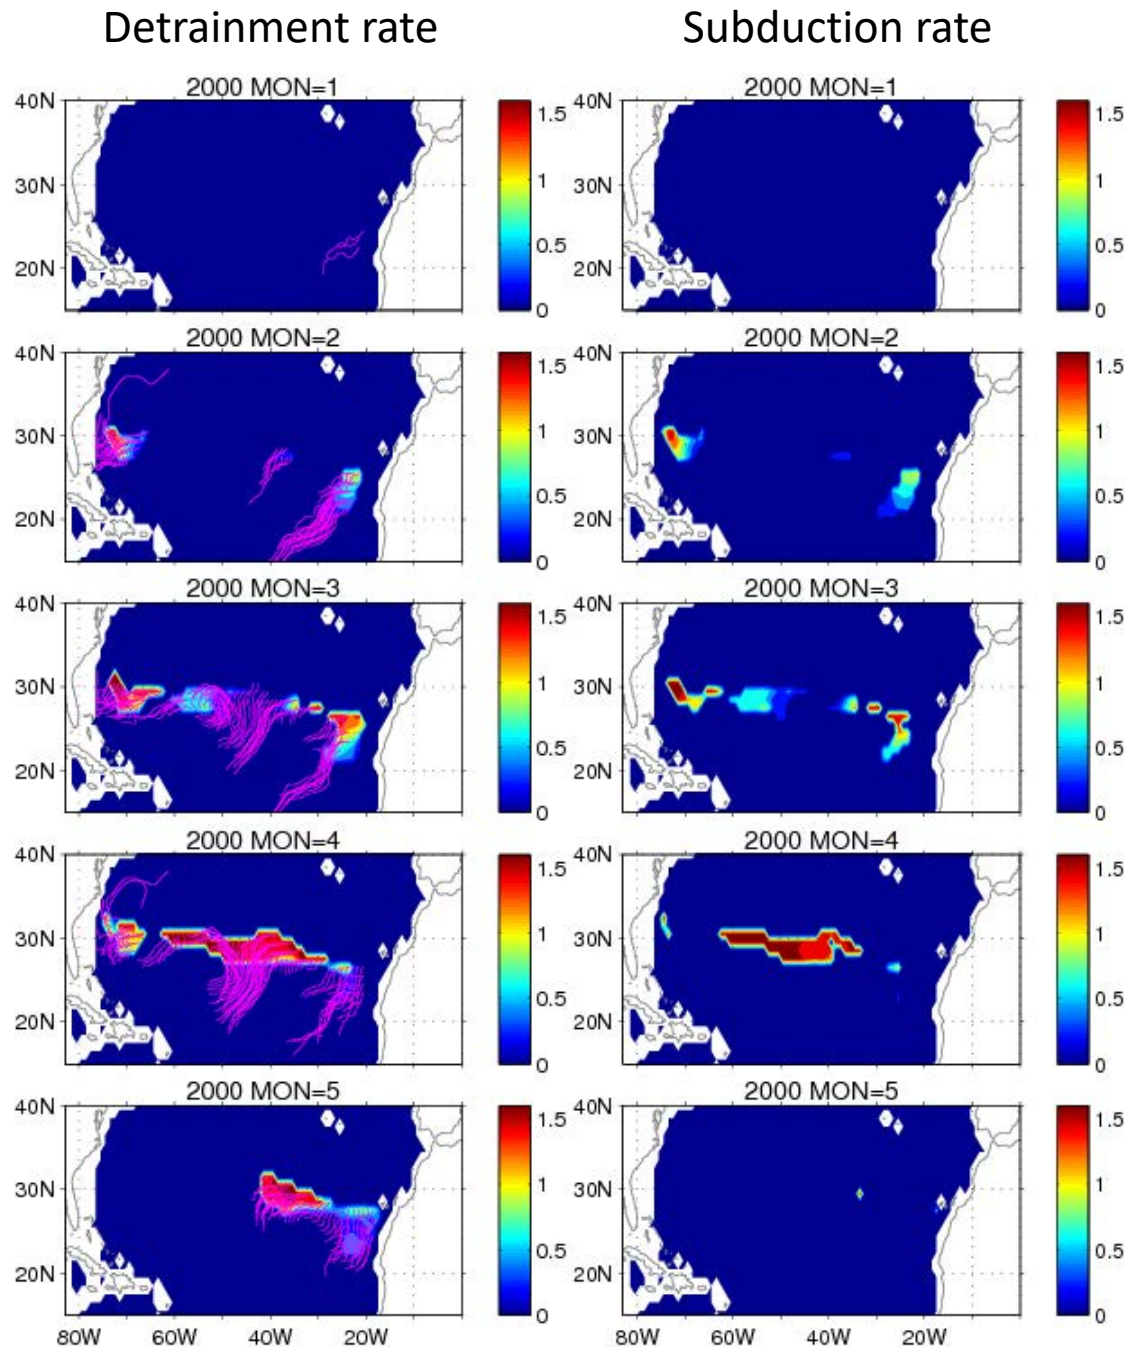 Detrainment rate Subduction rate
2000 MON=1 2000 MON=1
40N 1.5 40N 1.5
30N 1 30N 1
0.5 0.5
20N 20N
0 0
2000 MON=2 2000 MON=2
40N 1.5 40N 1.5
30N 1 30N 1
0.5 0.5
20N 20N
0 0
2000 MON=3 2000 MON=3
40N 1.5 40N 1.5
30N 1 30N 1
0.5 0.5
20N 20N
0 0
2000 MON=4 2000 MON=4
40N 1.5 40N 1.5
30N 1 30N 1
0.5 0.5
20N 20N
0 0
2000 MON=5 2000 MON=5
40N 1.5 40N 1.5
30N 1 30N 1
0.5 0.5
20N 20N
0 0
80W 60W 40W 20W 80W 60W 40W 20W